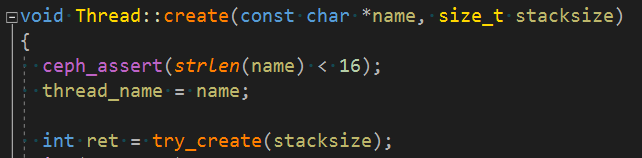 void Thread::create(const char *name, size_t stacksize)
{
ceph_assert(strlen(name) < 16);
thread_name = name;
int ret = try_create(stacksize);